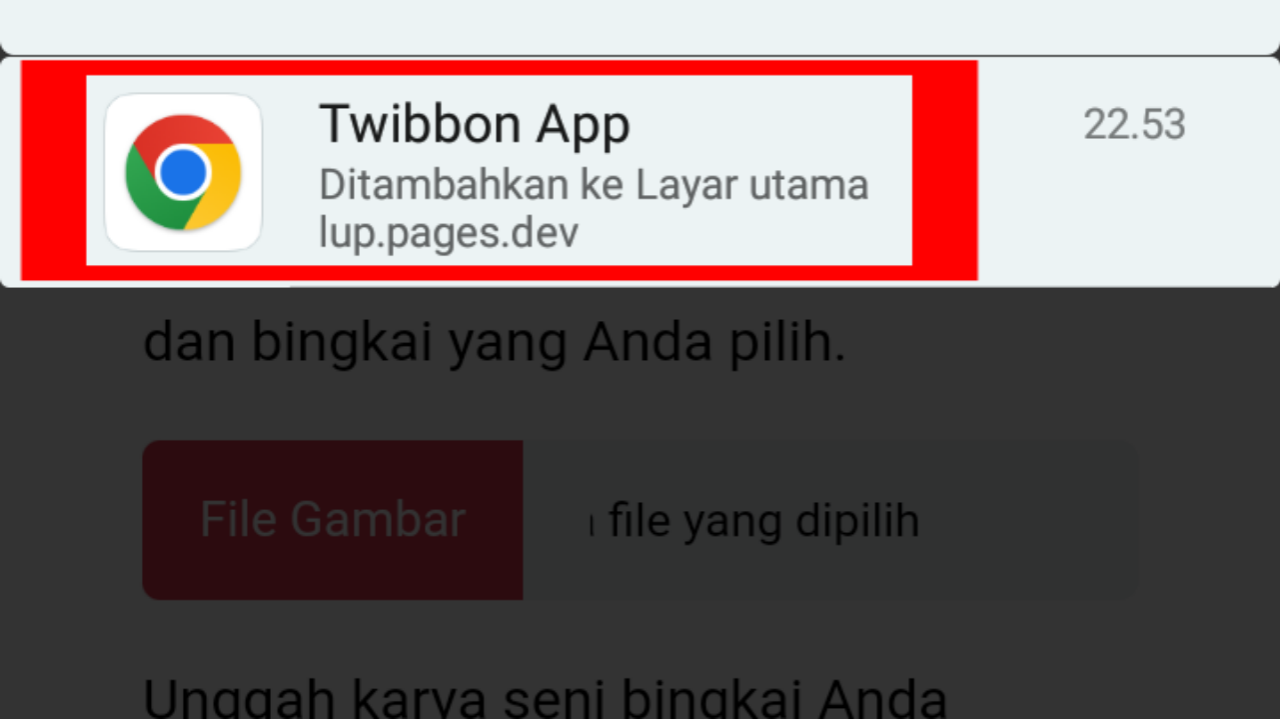 Twibbon App
22.53
Ditambahkan ke Layar utama
lup.pages.dev
dan bingkai yang Anda pilih.
File Gambar
file yang dipilih
Unggah karya seni bingkai Anda